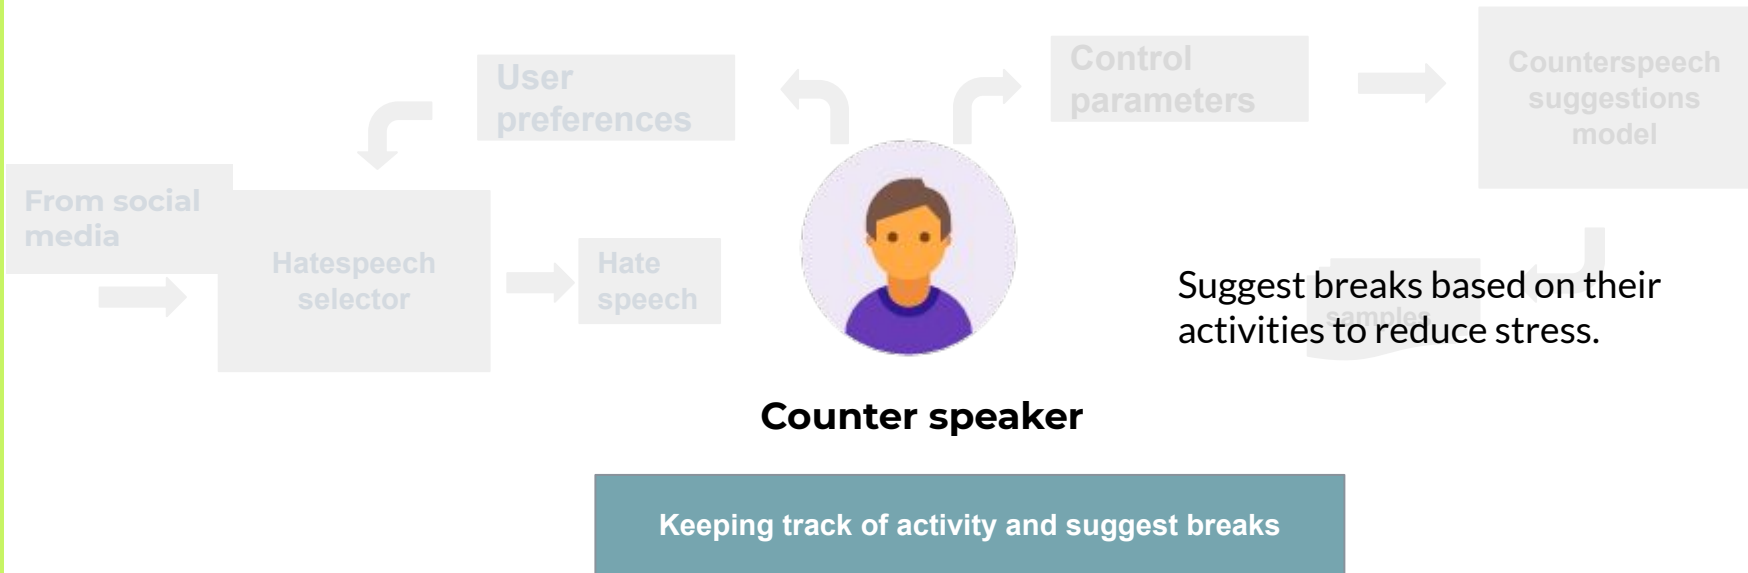 User
preferences
Control
parameters
Counterspeech
suggestions
model
From social
media
Hatespeech
selector
Hate
speech
samples
Suggest breaks based on their
activities to reduce stress.
Counter speaker
Keeping track of activity and suggest breaks